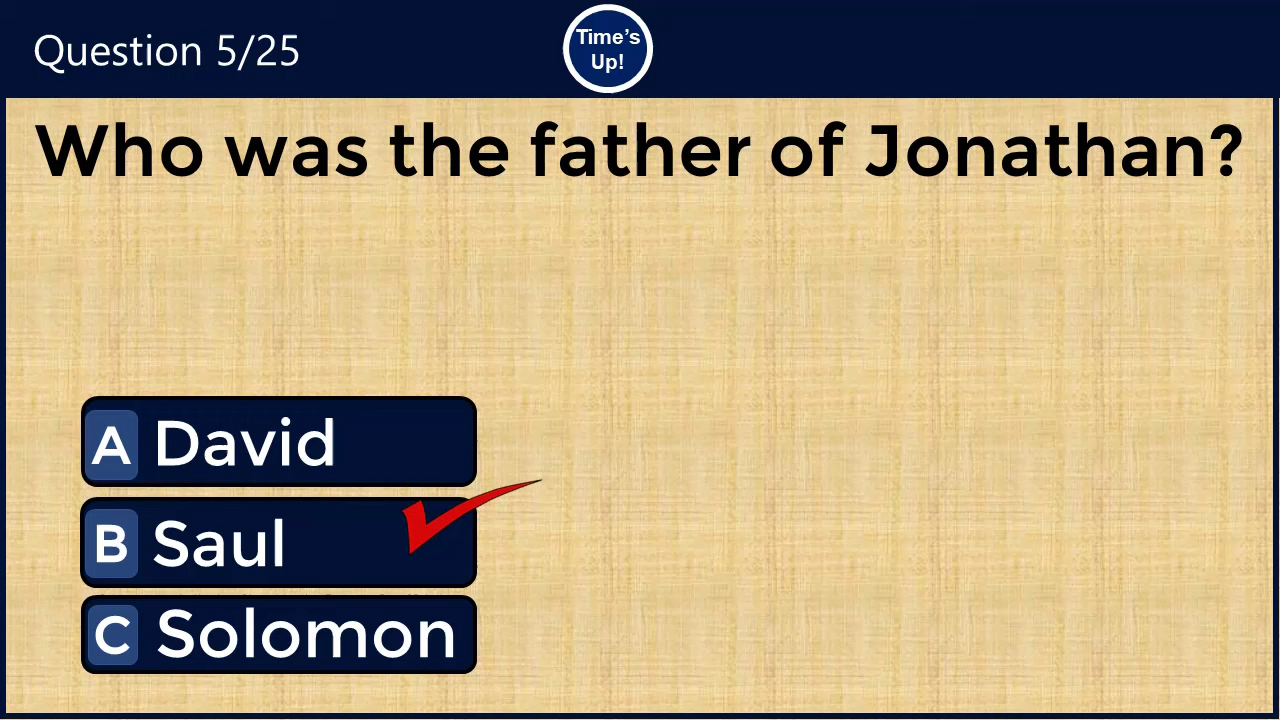 Question 5/25
Time's
Up!
Who was the father of Jonathan?
A David
B Saul
C Solomon